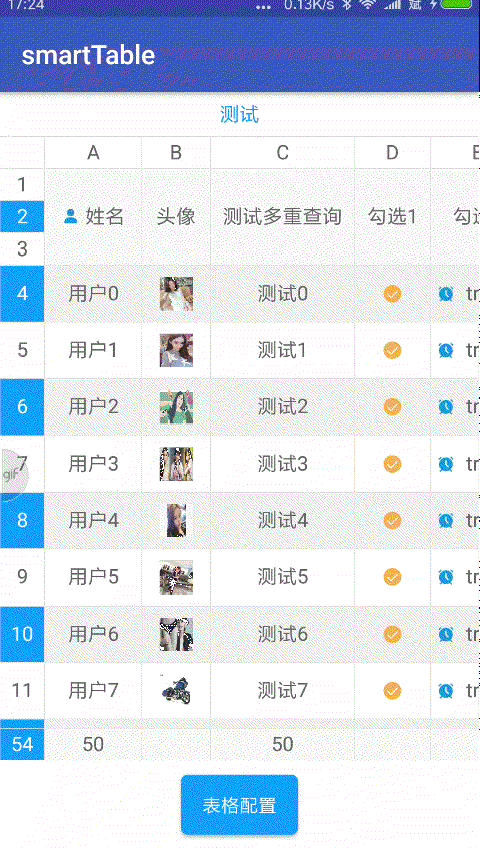 17:24 ... 0.13K/s 斌
smartTable
测试
A B C D E
1
2 姓名 头像 测试多重查询 勾选1 勾选
3
4 用户0 测试0 tr
5 用户1 测试1 tr
6 用户2 测试2 tr
7 用户3 测试3 tr
gif
8 用户4 测试4 tr
9 用户5 测试5 tr
10 用户6 测试6 tr
11 用户7 测试7 tr
54 50 50
表格配置